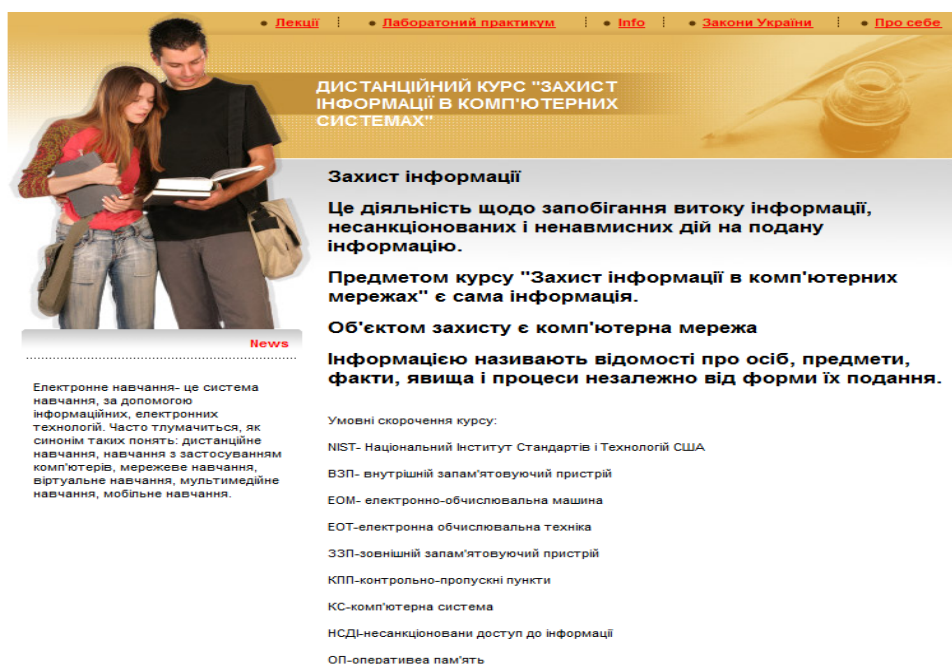 Лекції
Лаборатоний практикум
Info
Закони України
Про себе
ДИСТАНЦІЙНИЙ КУРС "ЗАХИСТ
ІНФОРМАЦІЇ В КОМП'ЮТЕРНИХ
СИСТЕМАХ"
Захист інформації
Це діяльність щодо запобігання витоку інформації,
несанкціонованих і ненавмисних дій на подану
інформацію.
Предметом курсу "Захист інформації в комп'ютерних
мережах" є сама інформація.
Об'єктом захисту є комп'ютерна мережа
Інформацією називають відомості про осіб, предмети,
факти, явища і процеси незалежно від форми їх подання.
News
Електронне навчання- це система
навчання, за допомогою
інформаційних, електронних
технологій. Часто тлумачиться, як
синонім таких понять: дистанційне
навчання, навчання з застосуванням
комп'ютерів, мережеве навчання,
віртуальне навчання, мультимедійне
навчання, мобільне навчання.
Умовні скорочення курсу:
NIST- Національний Інститут Стандартів і Технологій США
ВЗП- внутрішній запам'ятовуючий пристрій
ЕОМ- електронно-обчислювальна машина
ЕОТ-електронна обчислювальна техніка
ЗЗП-зовнішній запам'ятовуючий пристрій
КПП-контрольно-пропускні пункти
КС-комп'ютерна система
НСДІ-несанкціоновани доступ до інформації
ОП-оперативеа пам'ять